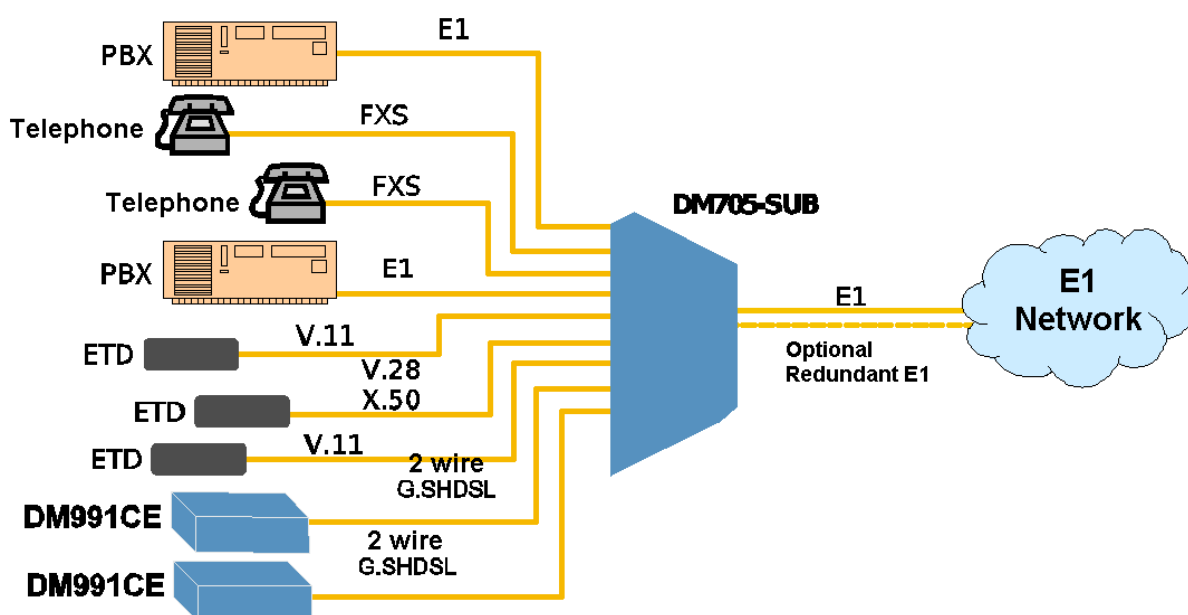 E1
PBX
FXS
Telephone
FXS
Telephone
DM705-SUB
PBX
E1
E1
Network
E1
V.11
ETD
Optional
Redundant E1
V.28
X.50
ETD
V.11
ETD
2 wire
G.SHDSL
DM991CE
2 wire
G.SHDSL
DM991CE